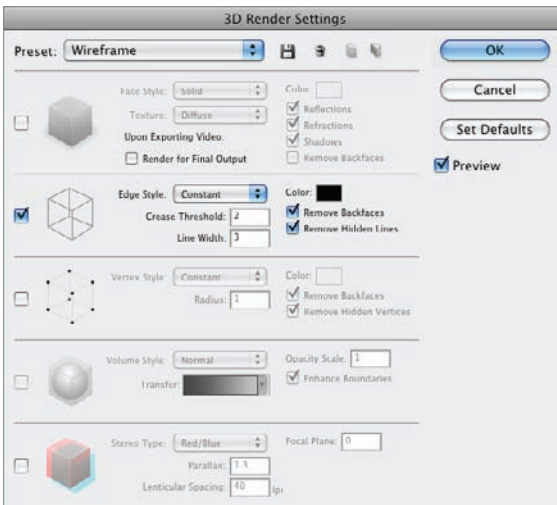 3D Render Settings
Preset: Wireframe
OK
Cancel
Set Defaults
Preview
Face Style: Solid
Color:
Texture: Diffuse
Reflections
Refractions
Upon Exporting Video:
Shadows
Render for Final Output
Remove Backfaces
Edge Style: Constant
Color:
Crease Threshold: 2
Remove Backfaces
Line Width: 3
Remove Hidden Lines
Vertex Style: Constant
Color:
Radius: 1
Remove Backfaces
Remove Hidden Vertices
Volume Style: Normal
Opacity Scale: 1
Transfer:
Enhance Boundaries
Stereo Type: Red/Blue
Focal Plane: 0
Parallax: 1.3
Lenticular Spacing: 40 lpi